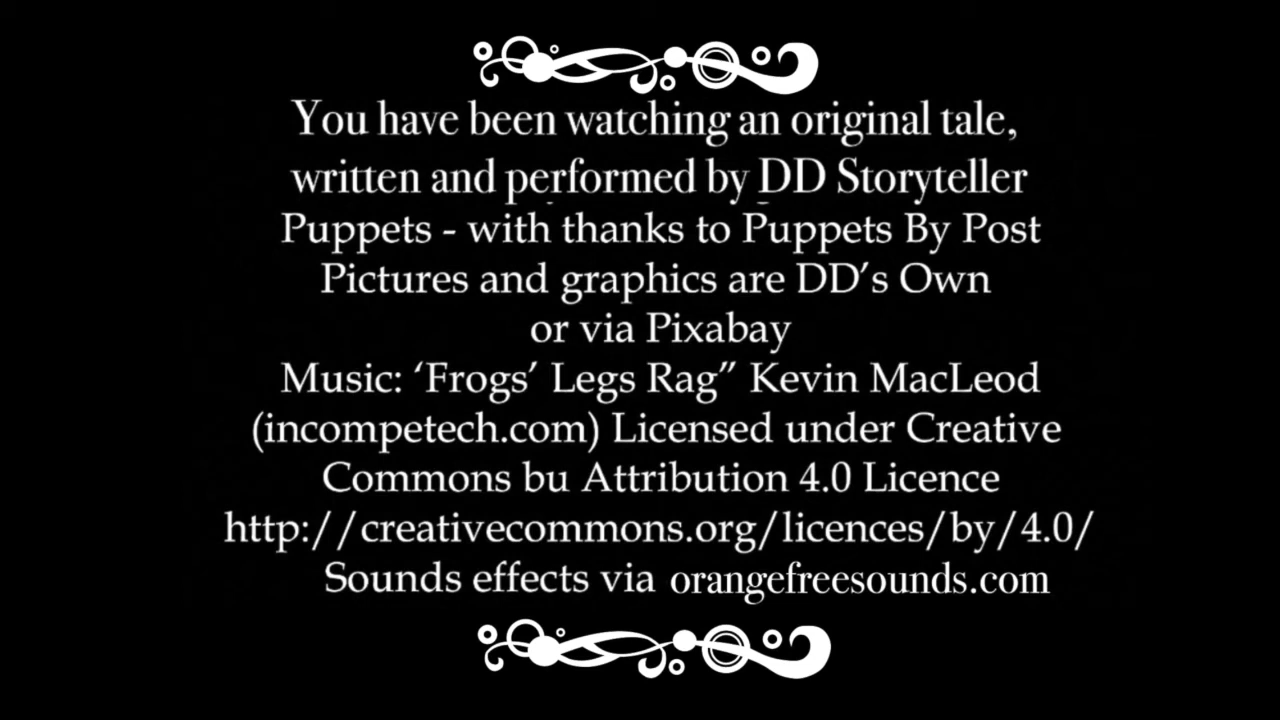 You have been watching an original tale,
written and performed by DD Storyteller
Puppets - with thanks to Puppets By Post
Pictures and graphics are DD’s Own
or via Pixabay
Music: ‘Frogs’ Legs Rag” Kevin MacLeod
(incompetech.com) Licensed under Creative
Commons bu Attribution 4.0 Licence
http://creativecommons.org/licences/by/4.0/
Sounds effects via orangefreesounds.com